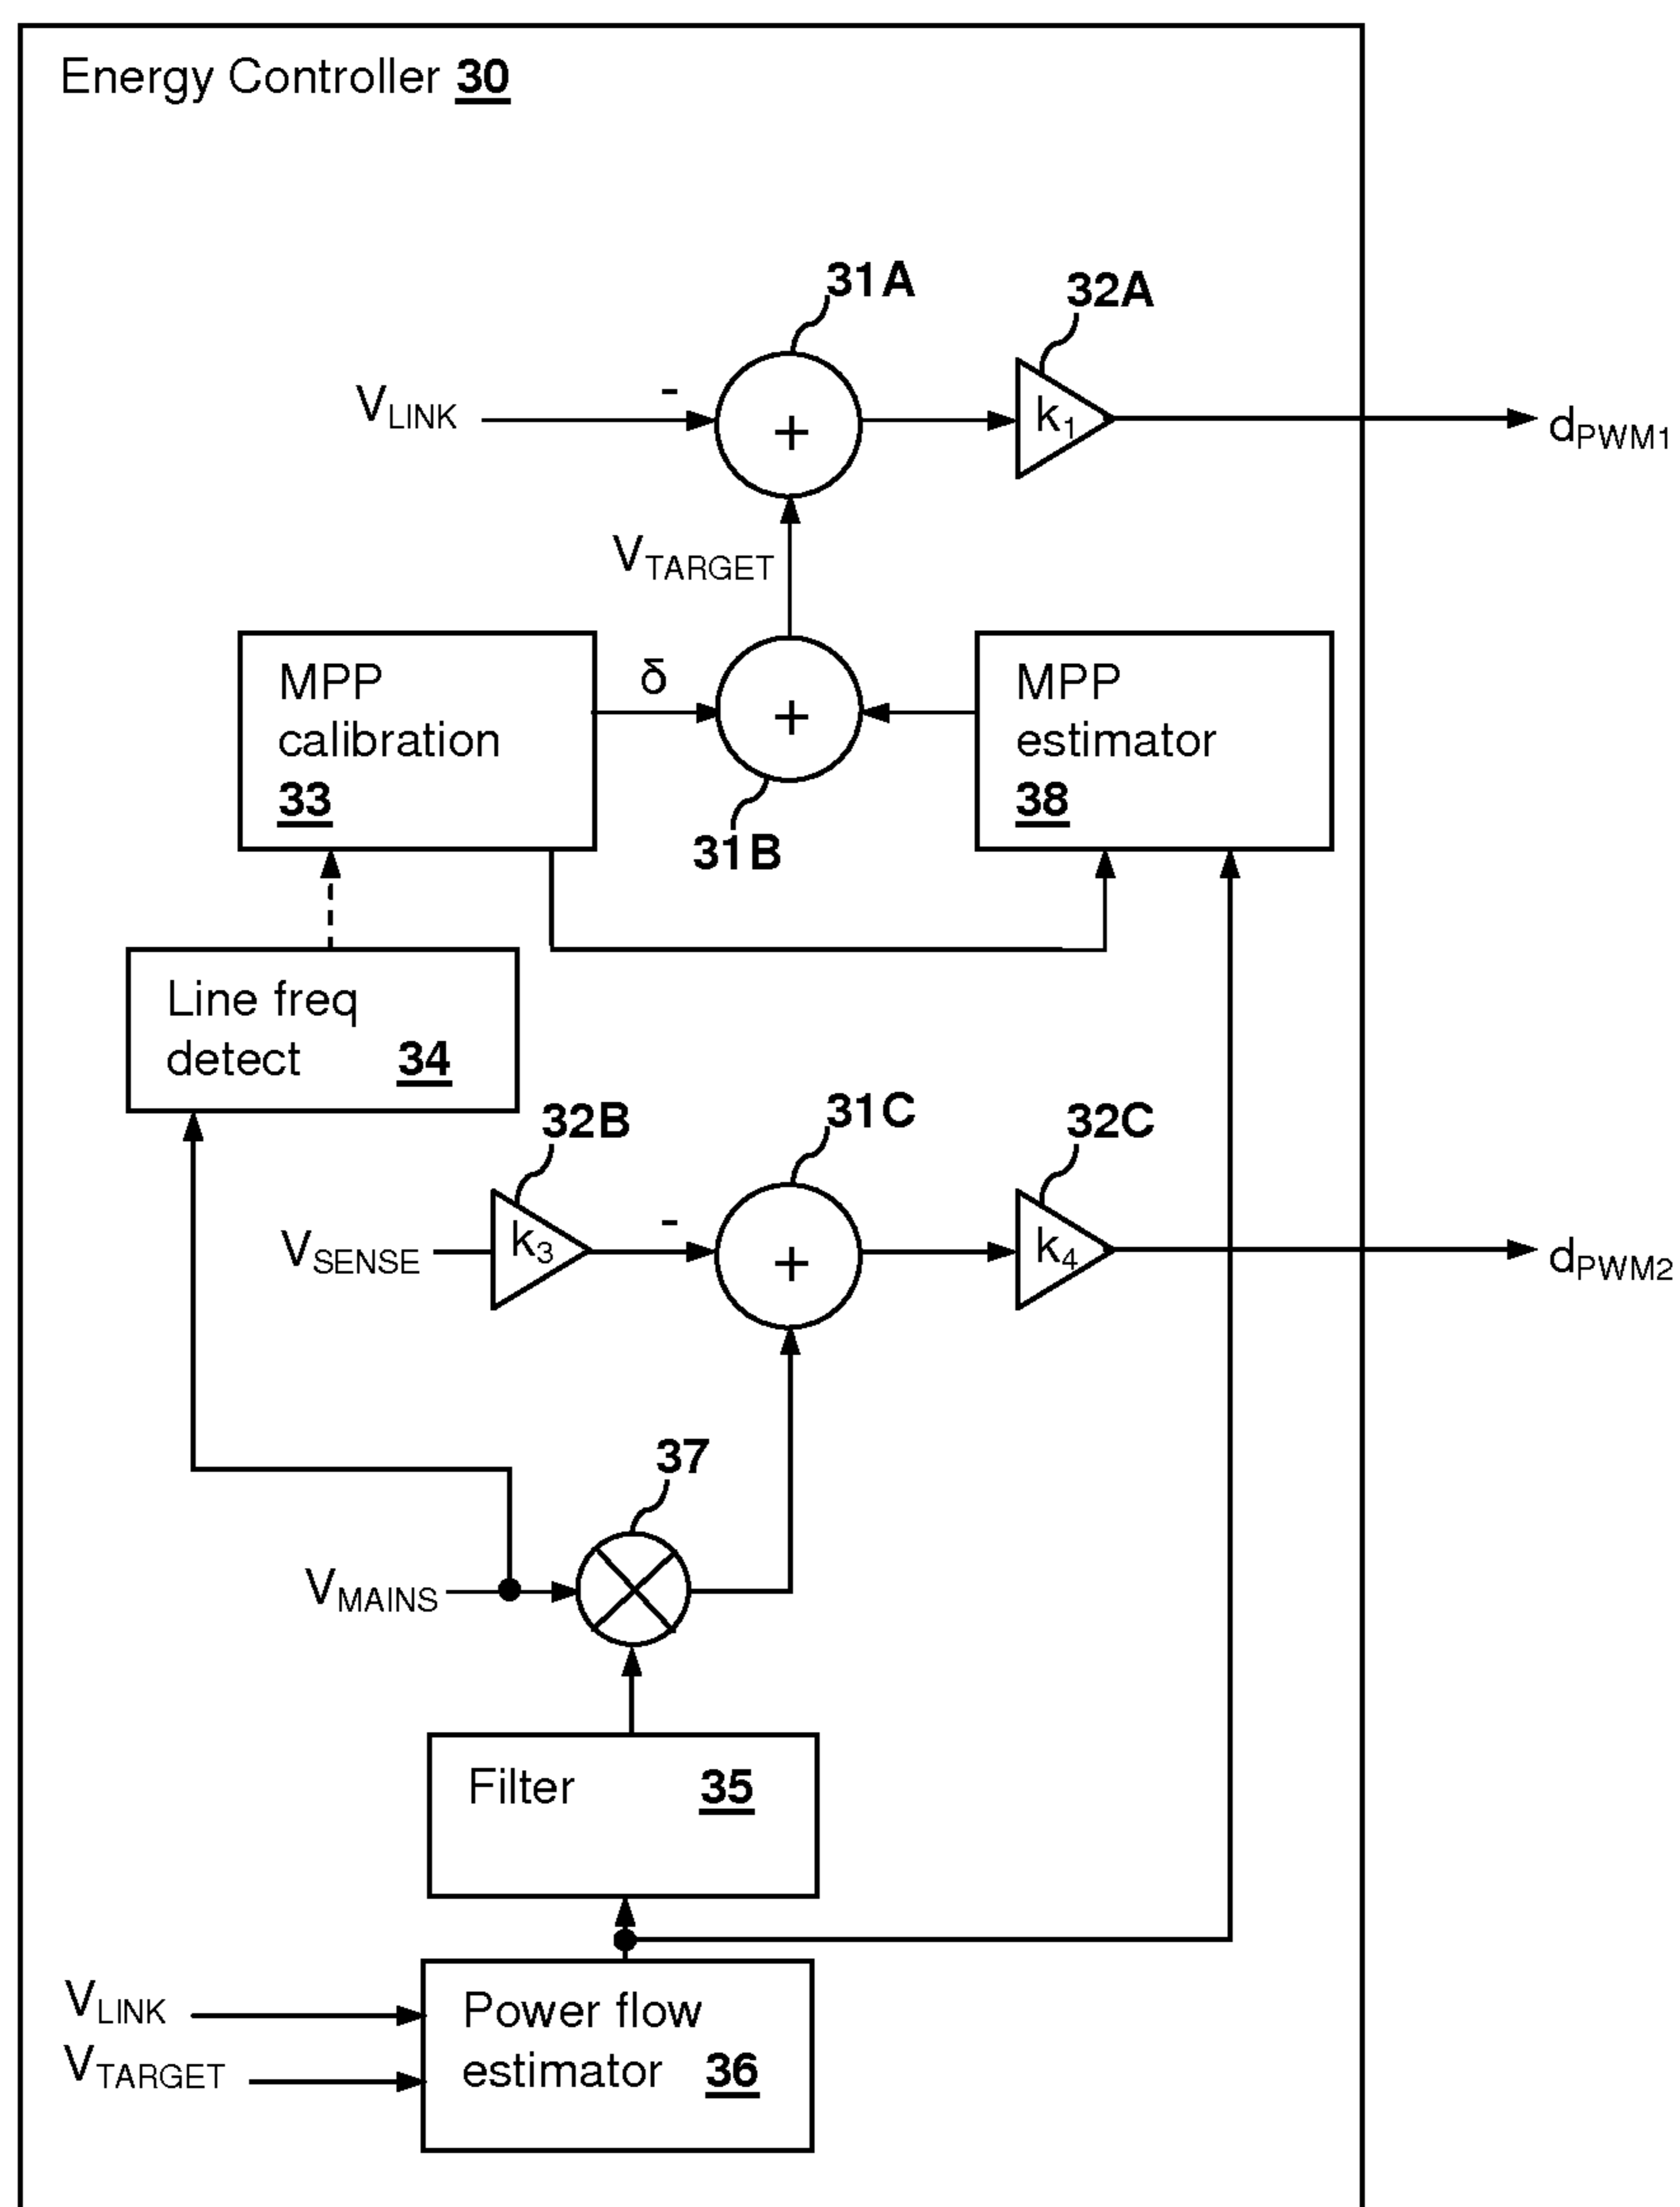 Energy Controller 30
31A
32A
VLINK
-
+
k1
dPWM1
VTARGET
MPP
calibration
33
δ
+
MPP
estimator
38
31B
Line freq
detect 34
32B
31C
32C
VSENSE
k3
-
+
k4
dPWM2
37
VMAINS
Filter 35
VLINK
VTARGET
Power flow
estimator 36